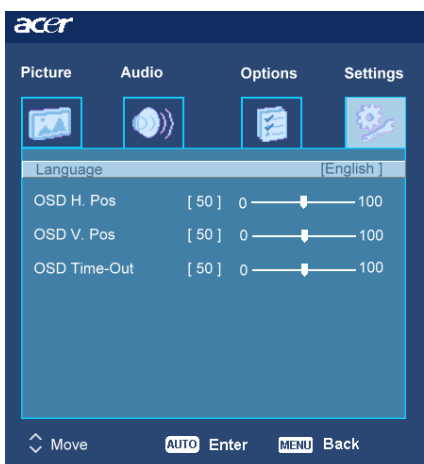 acer
Picture Audio Options Settings
Language [English ]
OSD H. Pos [ 50 ] 0 100
OSD V. Pos [ 50 ] 0 100
OSD Time-Out [ 50 ] 0 100
Move AUTO Enter MENU Back